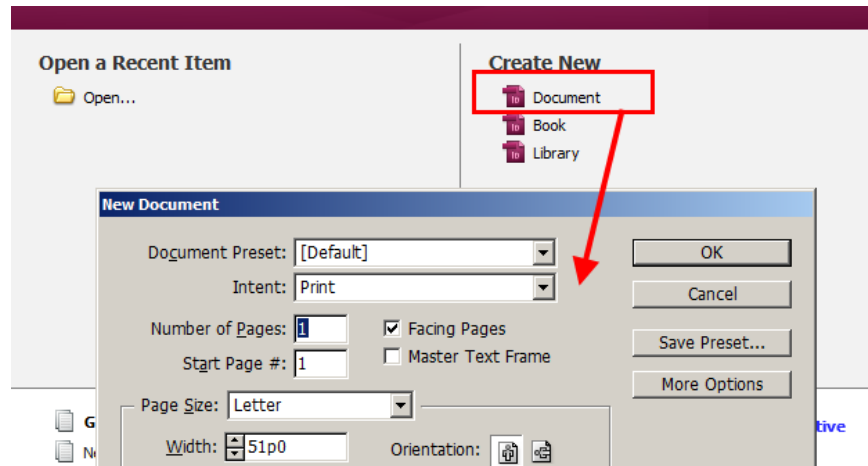 Open a Recent Item
Open...
Create New
Document
Book
Library
New Document
Document Preset: [Default]
Intent: Print
Number of Pages: 1
Facing Pages
Start Page #: 1
Master Text Frame
Page Size: Letter
Width: 51p0
Orientation:
OK
Cancel
Save Preset...
More Options
G
tive